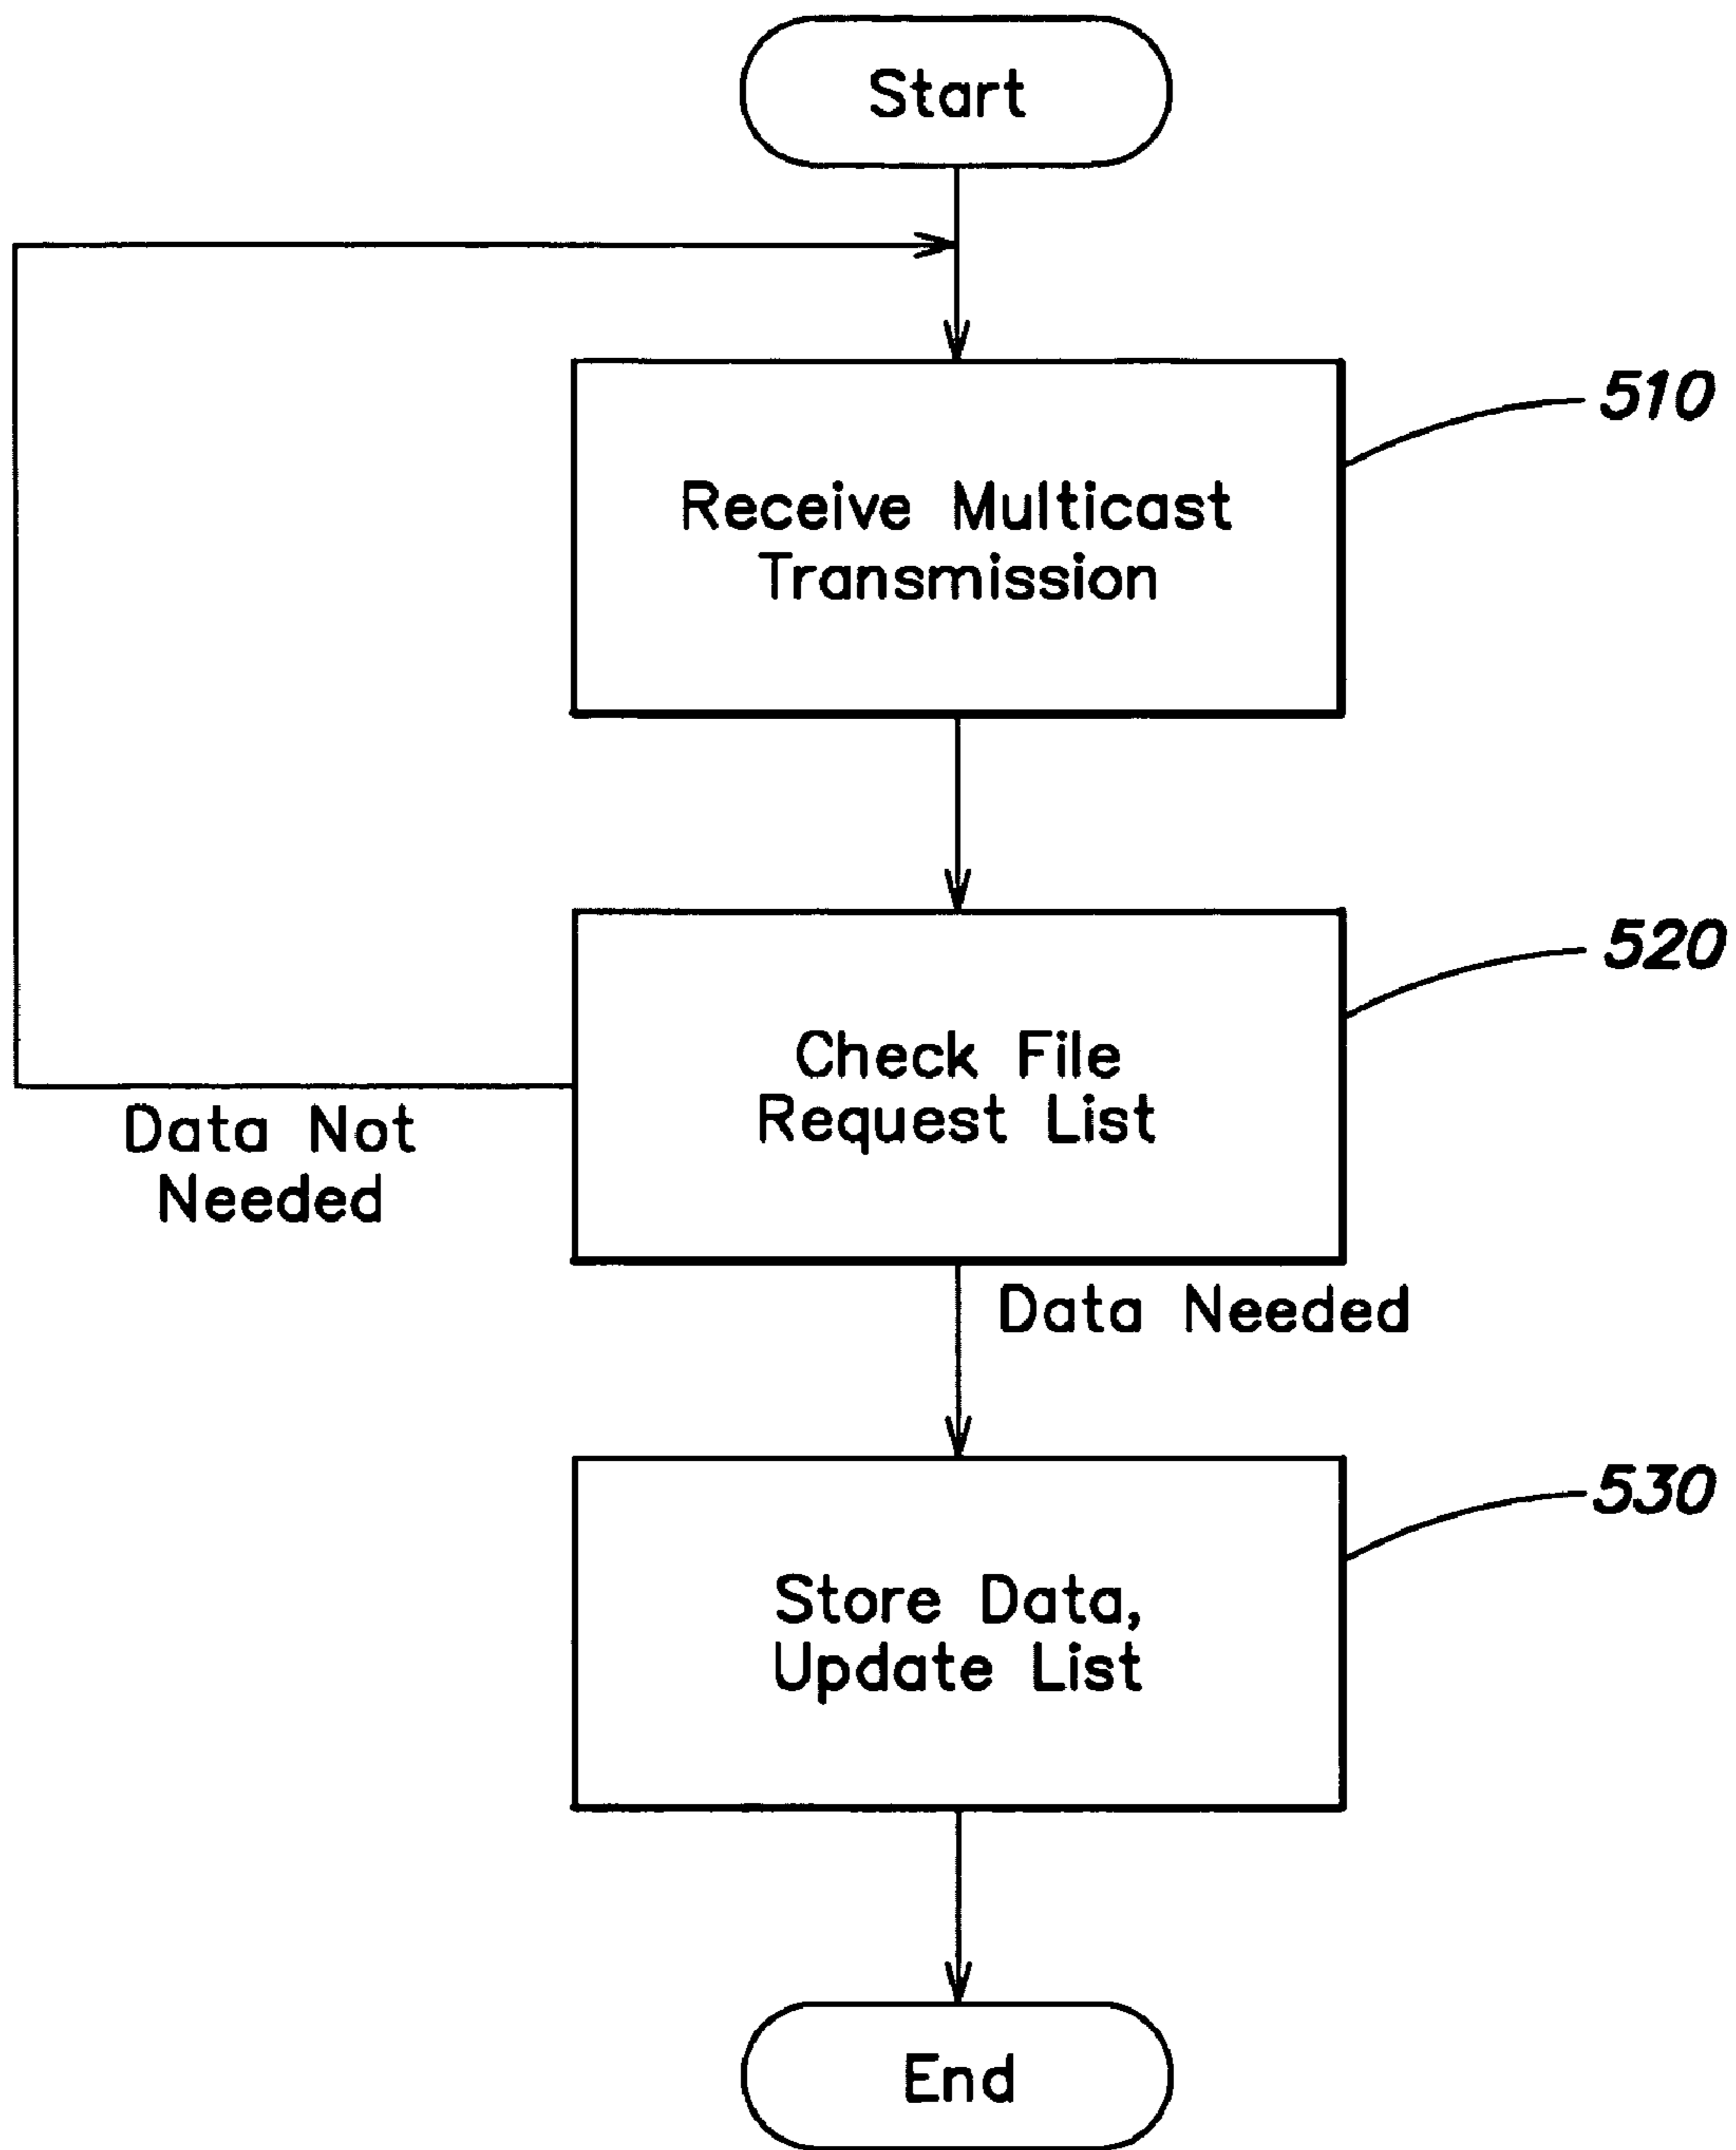 Start
510
Receive Multicast
Transmission
520
Check File
Request List
Data Not
Needed
Data Needed
530
Store Data,
Update List
End